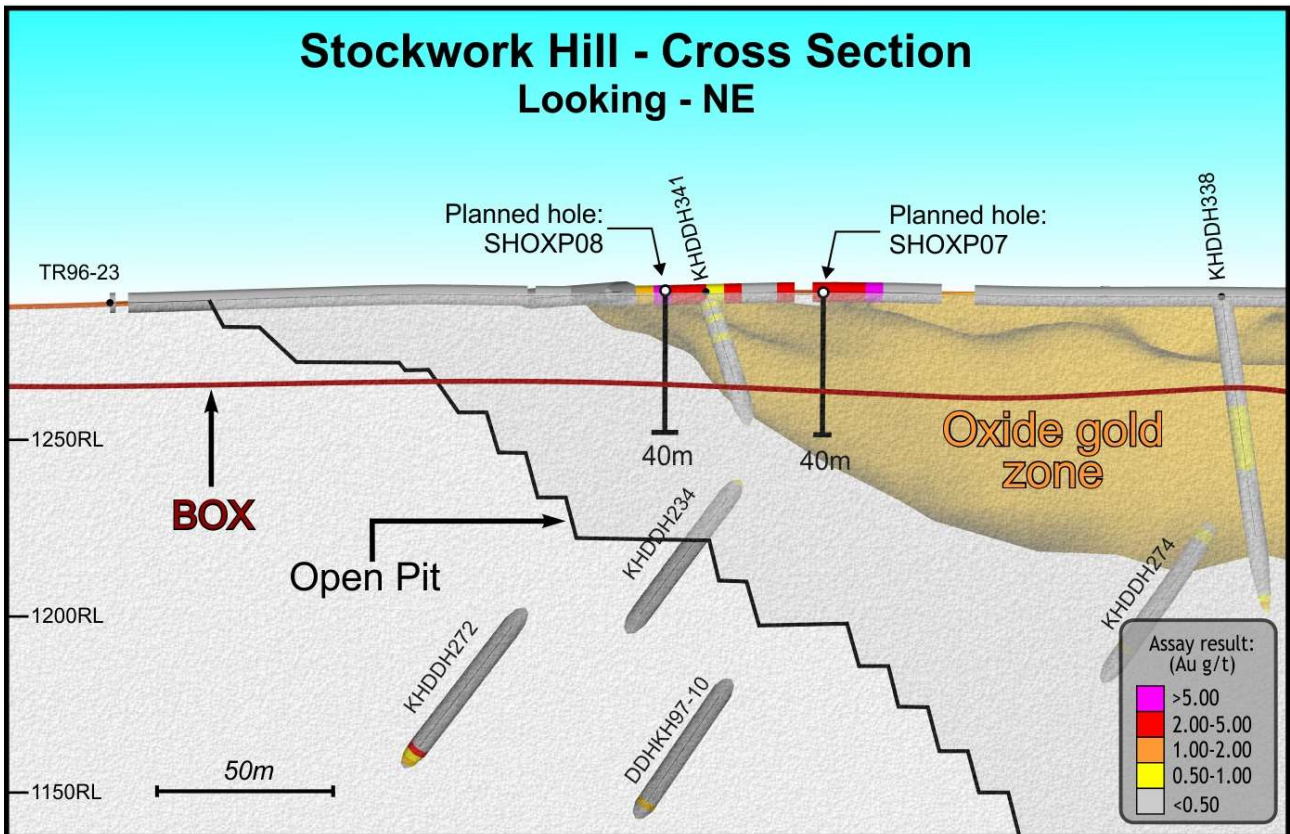 Stockwork Hill - Cross Section
Looking - NE
Planned hole:
SHOXP08
KHDDH341
Planned hole:
SHOXP07
KHDDH338
TR96-23
1250RL
40m
40m
Oxide gold
zone
BOX
Open Pit
KHDDH234
KHDDH274
1200RL
KHDDH272
DDHKH97-10
50m
1150RL
Assay result:
(Au g/t)
>5.00
2.00-5.00
1.00-2.00
0.50-1.00
<0.50